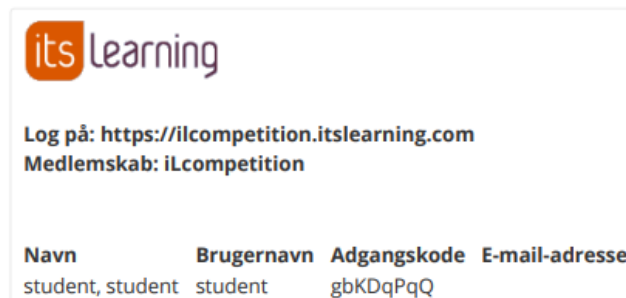 its learning
Log på: https://ilcompetition.itslearning.com
Medlemskab: iLcompetition
Navn Brugernavn Adgangskode E-mail-adresse
student, student student gbKDqPqQ